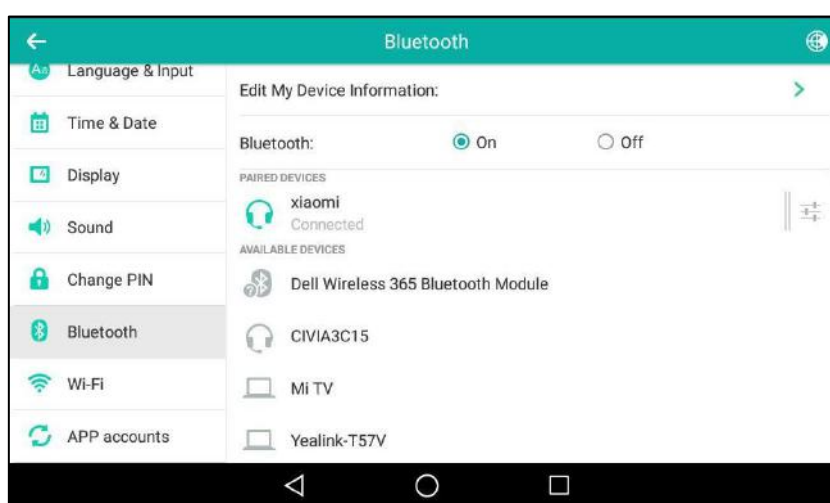 Bluetooth
Language & Input
Time & Date
Display
Sound
Change PIN
Bluetooth
Wi-Fi
APP accounts
Edit My Device Information:
Bluetooth:
On
Off
PAIRED DEVICES
xiaomi
Connected
AVAILABLE DEVICES
Dell Wireless 365 Bluetooth Module
CIVIA3C15
Mi TV
Yealink-T57V